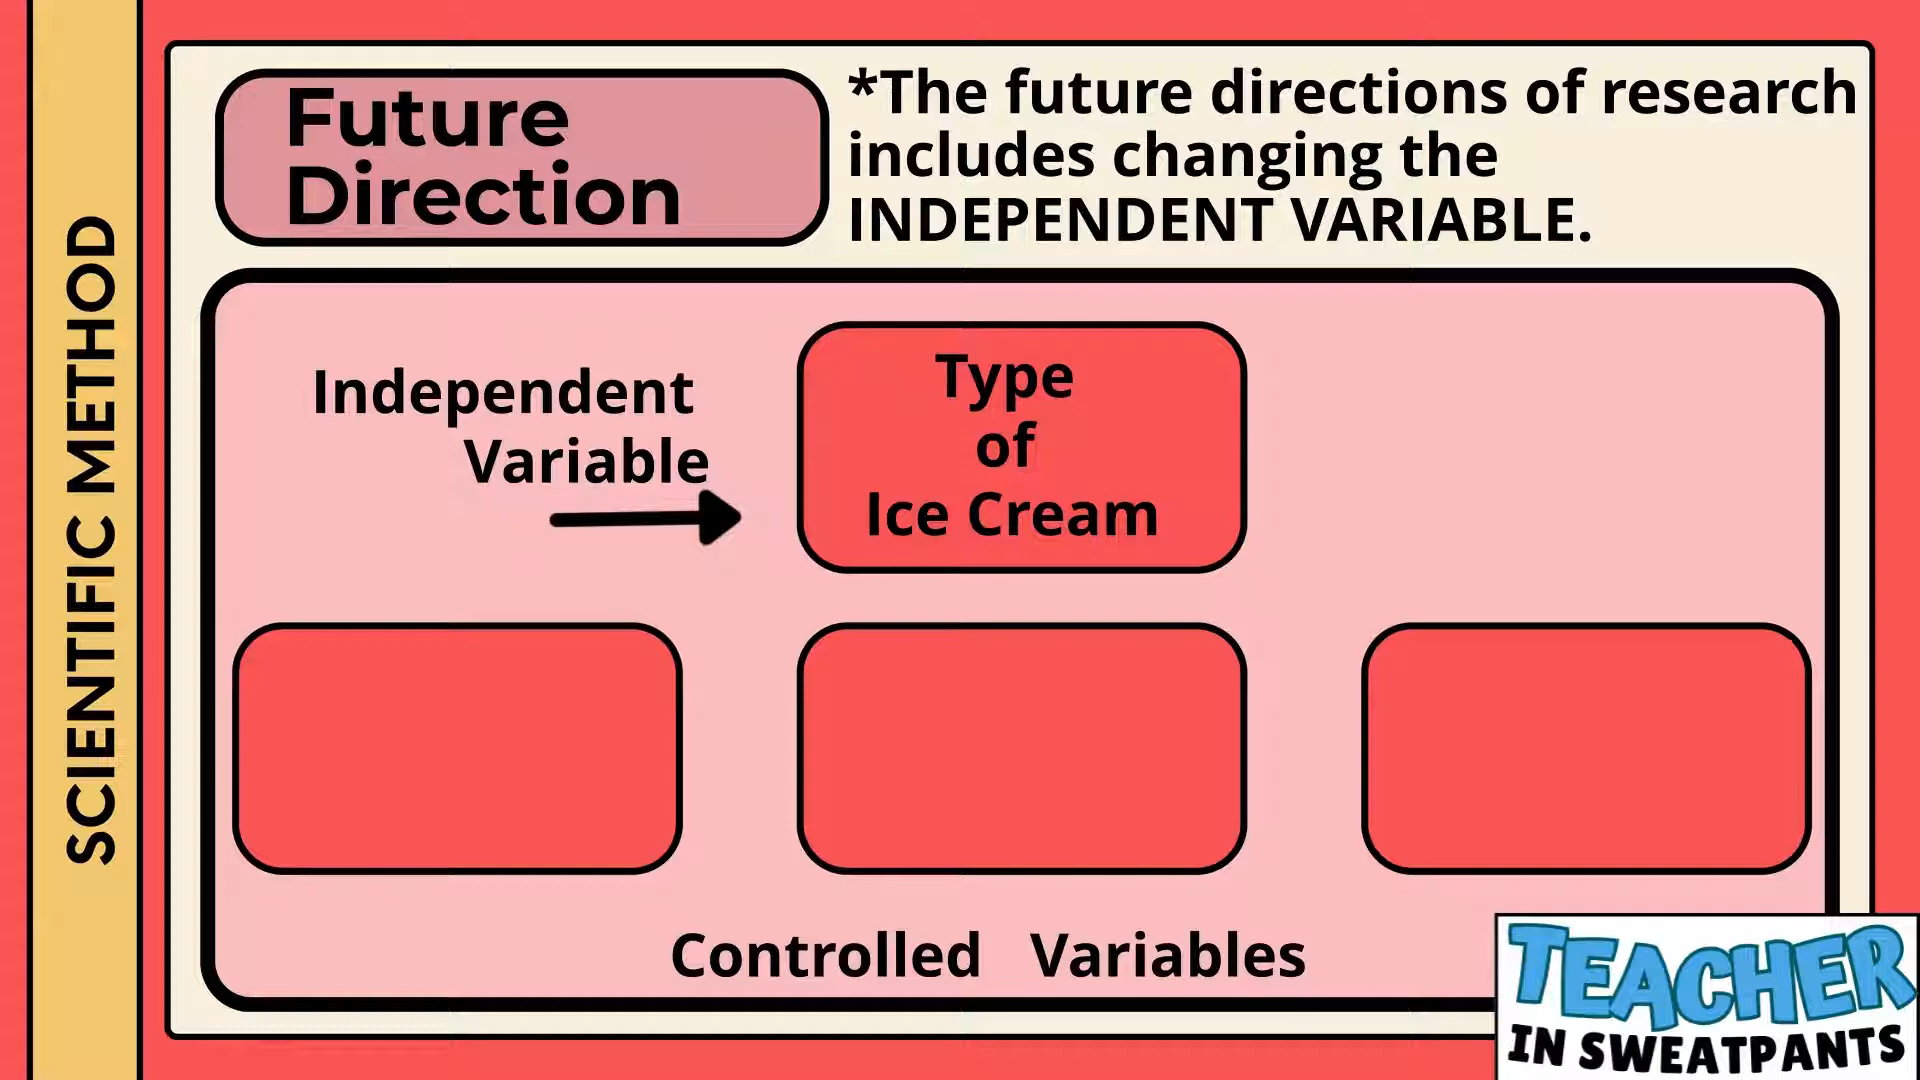 SCIENTIFIC METHOD
Future
Direction
*The future directions of research
includes changing the
INDEPENDENT VARIABLE.
Independent
Variable
Type
of
Ice Cream
Controlled Variables
TEACHER
IN SWEATPANTS